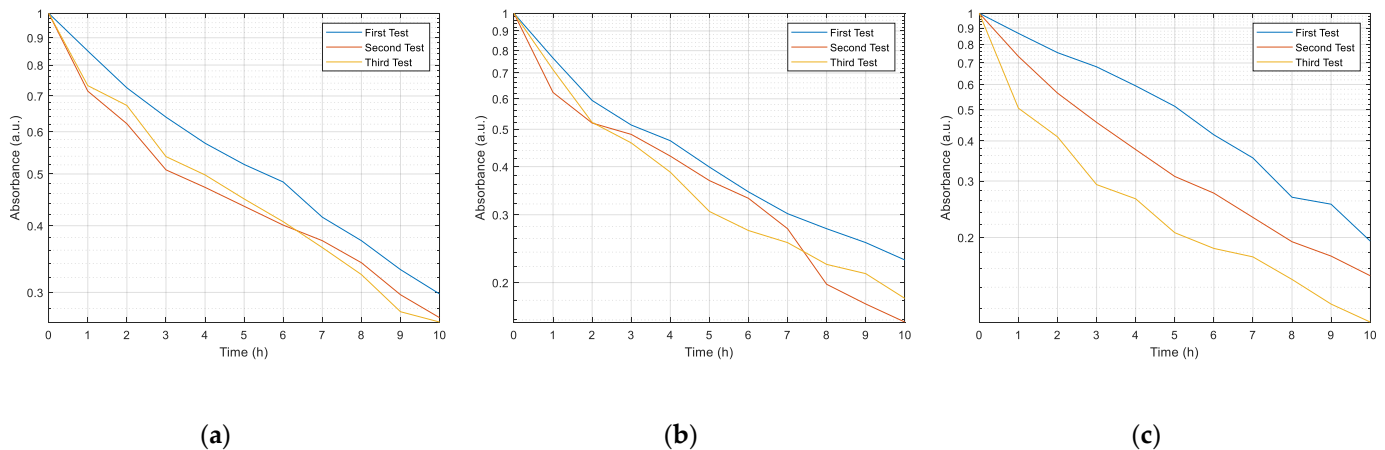 1
0.9
0.8
0.7
0.6
0.5
0.4
0.3
Absorbance (a.u.)
First Test
Second Test
Third Test
0 1 2 3 4 5 6 7 8 9 10
Time (h)
(a)
1
0.9
0.8
0.7
0.6
0.5
0.4
0.3
0.2
Absorbance (a.u.)
First Test
Second Test
Third Test
0 1 2 3 4 5 6 7 8 9 10
Time (h)
(b)
1
0.9
0.8
0.7
0.6
0.5
0.4
0.3
0.2
Absorbance (a.u.)
First Test
Second Test
Third Test
0 1 2 3 4 5 6 7 8 9 10
Time (h)
(c)